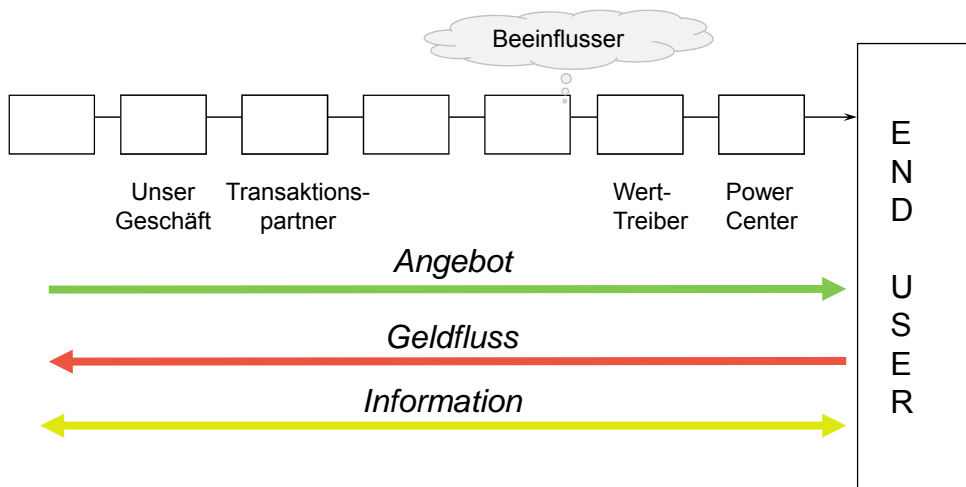 Beeinflusser
Unser
Geschäft
Transaktions-
partner
Wert-
Treiber
Power
Center
Angebot
Geldfluss
Information
E
N
D
U
S
E
R